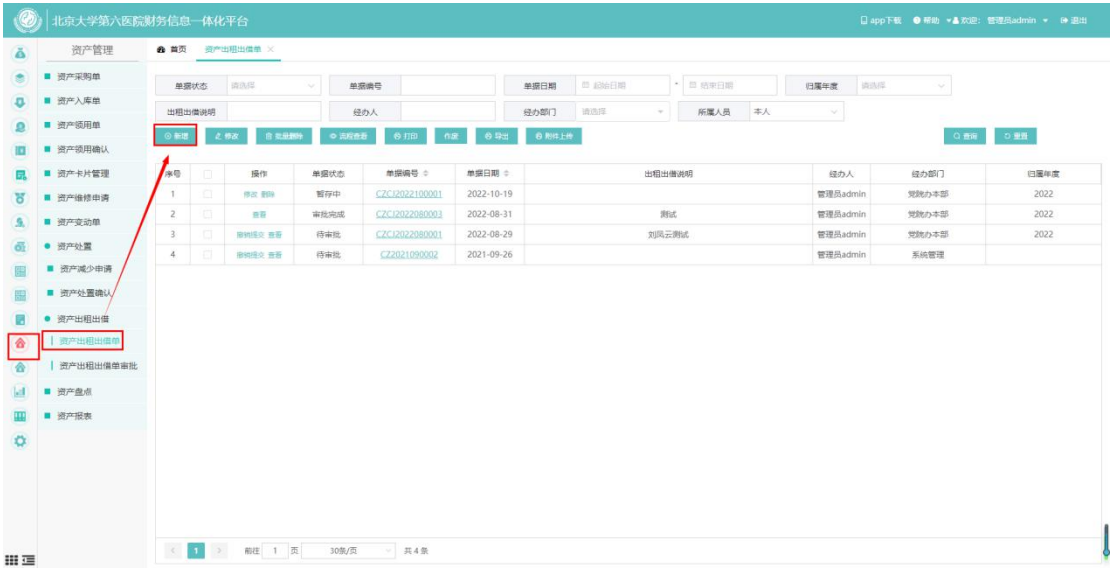 北京大学第六医院财务信息一体化平台
app下载 帮助 欢迎: 管理员admin 退出
资产管理
首页 资产出租出借单 ×
资产采购单
资产入库单
资产领用单
资产领用确认
资产卡片管理
资产维修申请
资产变动单
资产处置
资产减少申请
资产处置确认
资产出租出借
资产出租出借单
资产出租出借单审批
资产盘点
资产报表
单据状态 请选择 单据编号 单据日期 起始日期 - 结束日期 归属年度 请选择
出租出借说明 经办人 经办部门 请选择 所属人员 本人
新增 修改 批量删除 流程查看 打印 作废 导出 附件上传 查询 重置
序号 操作 单据状态 单据编号 单据日期 出租出借说明 经办人 经办部门 归属年度
1 修改 删除 暂存中 CZCJ2022100001 2022-10-19 管理员admin 党院办本部 2022
2 查看 审批完成 CZCJ2022080003 2022-08-31 测试 管理员admin 党院办本部 2022
3 撤销提交 查看 待审批 CZCJ2022080001 2022-08-29 刘凤云测试 管理员admin 党院办本部 2022
4 撤销提交 查看 待审批 CZ2021090002 2021-09-26 管理员admin 系统管理
< 1 > 前往 1 页 30条/页 共 4 条